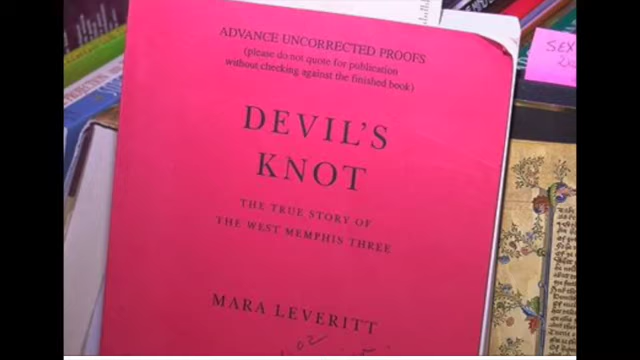 ADVANCE UNCORRECTED PROOFS
(please do not quote for publication
without checking against the finished book)
DEVIL'S
KNOT
THE TRUE STORY OF
THE WEST MEMPHIS THREE
MARA LEVERITT
02
SEX